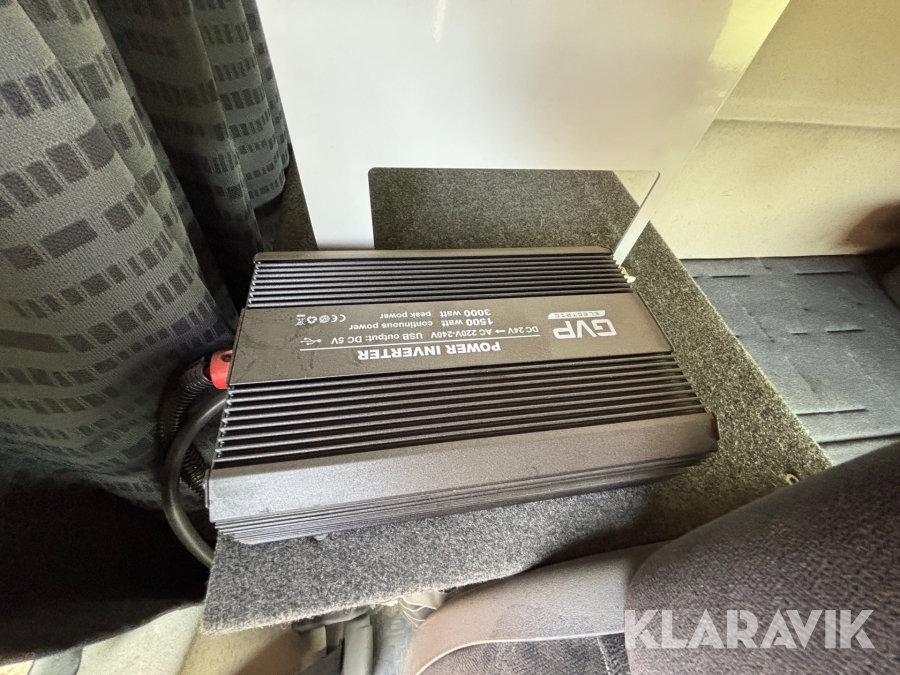 GVP
ELECTRIC
POWER INVERTER
DC 24V → AC 220V-240V USB output: DC 5V
1500 watt continuous power
3000 watt peak power
CE
KLARAVIK